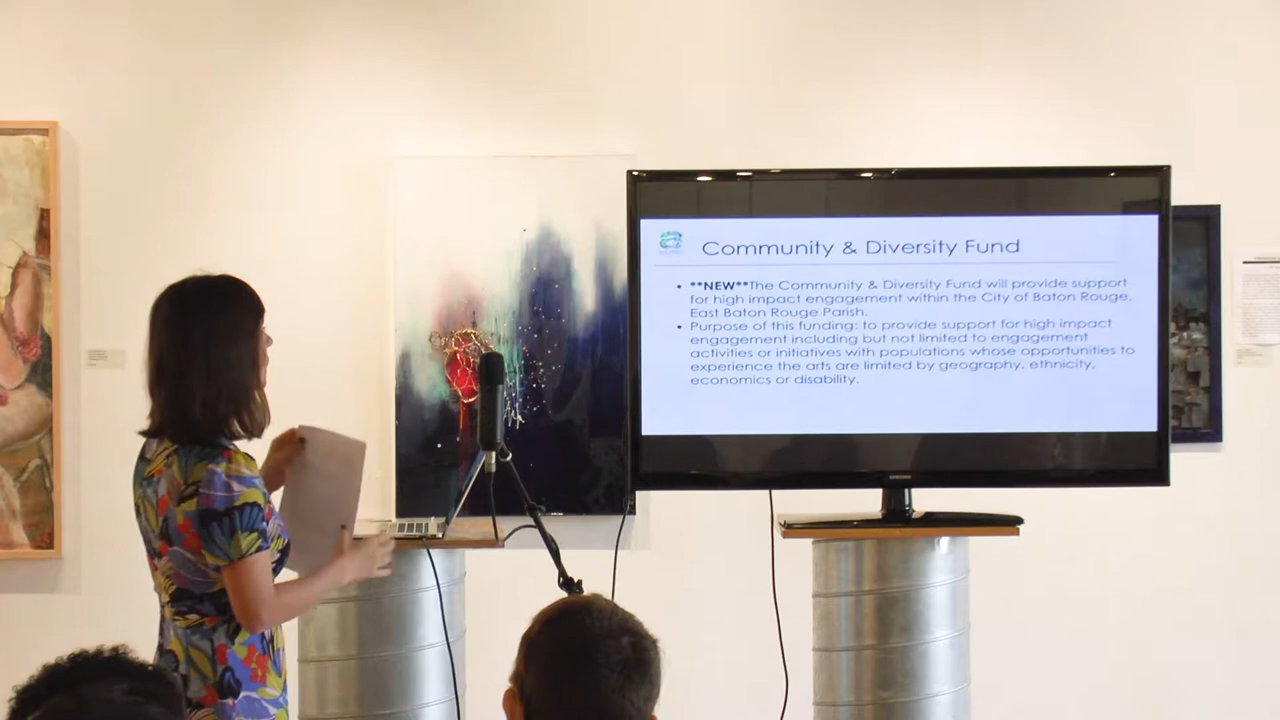 Community & Diversity Fund
• **NEW**The Community & Diversity Fund will provide support
for high impact engagement within the City of Baton Rouge,
East Baton Rouge Parish.
• Purpose of this funding: to provide support for high impact
engagement including but not limited to engagement
activities or initiatives with populations whose opportunities to
experience the arts are limited by geography, ethnicity,
economics or disability.
SAMSUNG